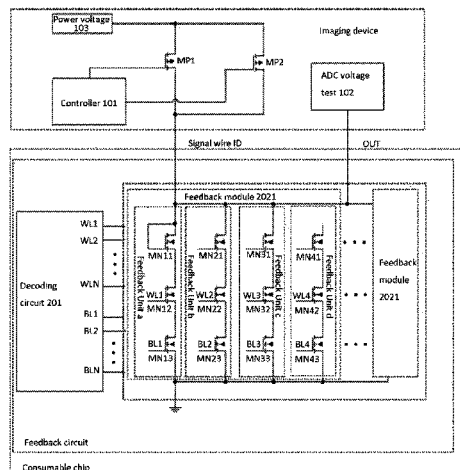 Power voltage
103
Imaging device
MP1
MP2
Controller 101
ADC voltage
test 102
Signal wire ID
OUT
Feedback module 2021
Decoding
circuit 201
WL1
WL2
WLN
BL1
BL2
BLN
Feedback Unit a
MN11
WL1
MN12
BL1
MN13
Feedback Unit b
MN21
WL2
MN22
BL2
MN23
Feedback Unit c
MN31
WL3
MN32
BL3
MN33
Feedback Unit d
MN41
WL4
MN42
BL4
MN43
Feedback
module
2021
Feedback circuit
Consumable chip